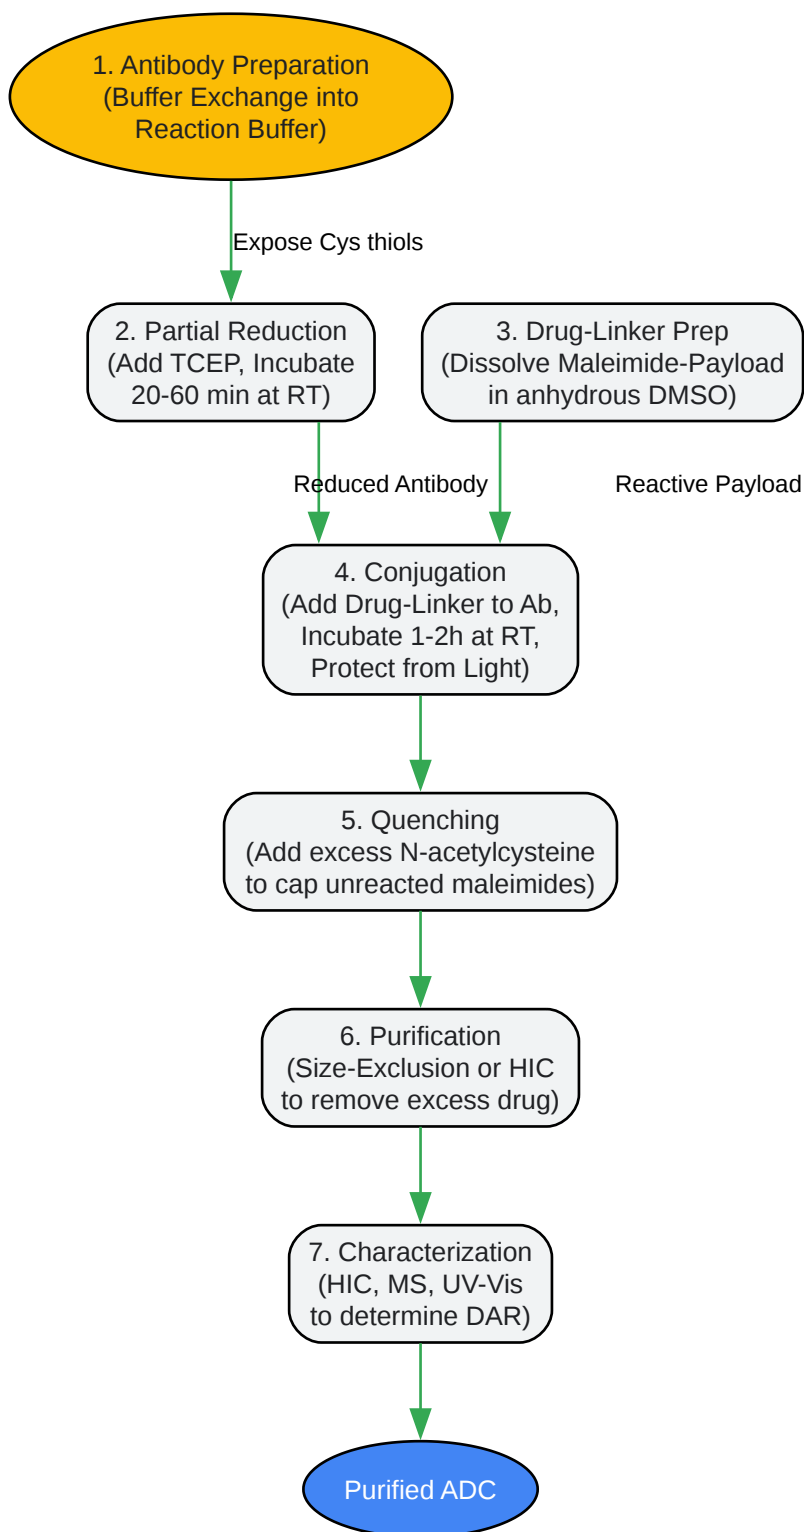 1. Antibody Preparation
(Buffer Exchange into
Reaction Buffer)
Expose Cys thiols
2. Partial Reduction
(Add TCEP, Incubate
20-60 min at RT)
3. Drug-Linker Prep
(Dissolve Maleimide-Payload
in anhydrous DMSO)
Reduced Antibody
Reactive Payload
4. Conjugation
(Add Drug-Linker to Ab,
Incubate 1-2h at RT,
Protect from Light)
5. Quenching
(Add excess N-acetylcysteine
to cap unreacted maleimides)
6. Purification
(Size-Exclusion or HIC
to remove excess drug)
7. Characterization
(HIC, MS, UV-Vis
to determine DAR)
Purified ADC